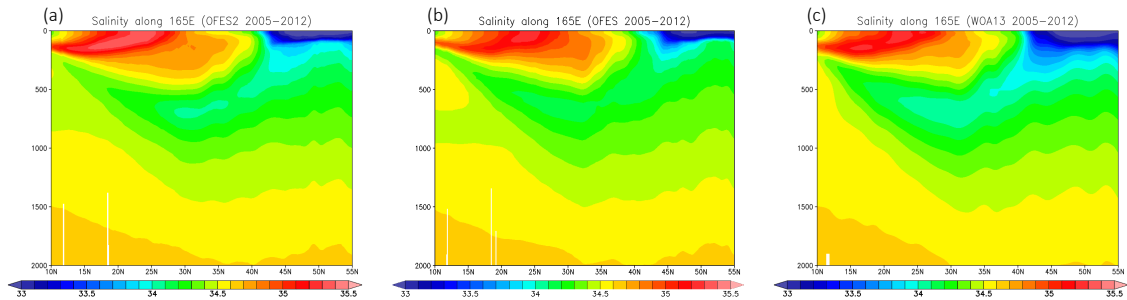 (a) Salinity along 165E (OFES2 2005−2012)
0
500
1000
1500
2000
10N 15N 20N 25N 30N 35N 40N 45N 50N 55N
33 33.5 34 34.5 35 35.5
(b) Salinity along 165E (OFES 2005−2012)
0
500
1000
1500
2000
10N 15N 20N 25N 30N 35N 40N 45N 50N 55N
33 33.5 34 34.5 35 35.5
(c) Salinity along 165E (WOA13 2005−2012)
0
500
1000
1500
2000
10N 15N 20N 25N 30N 35N 40N 45N 50N 55N
33 33.5 34 34.5 35 35.5